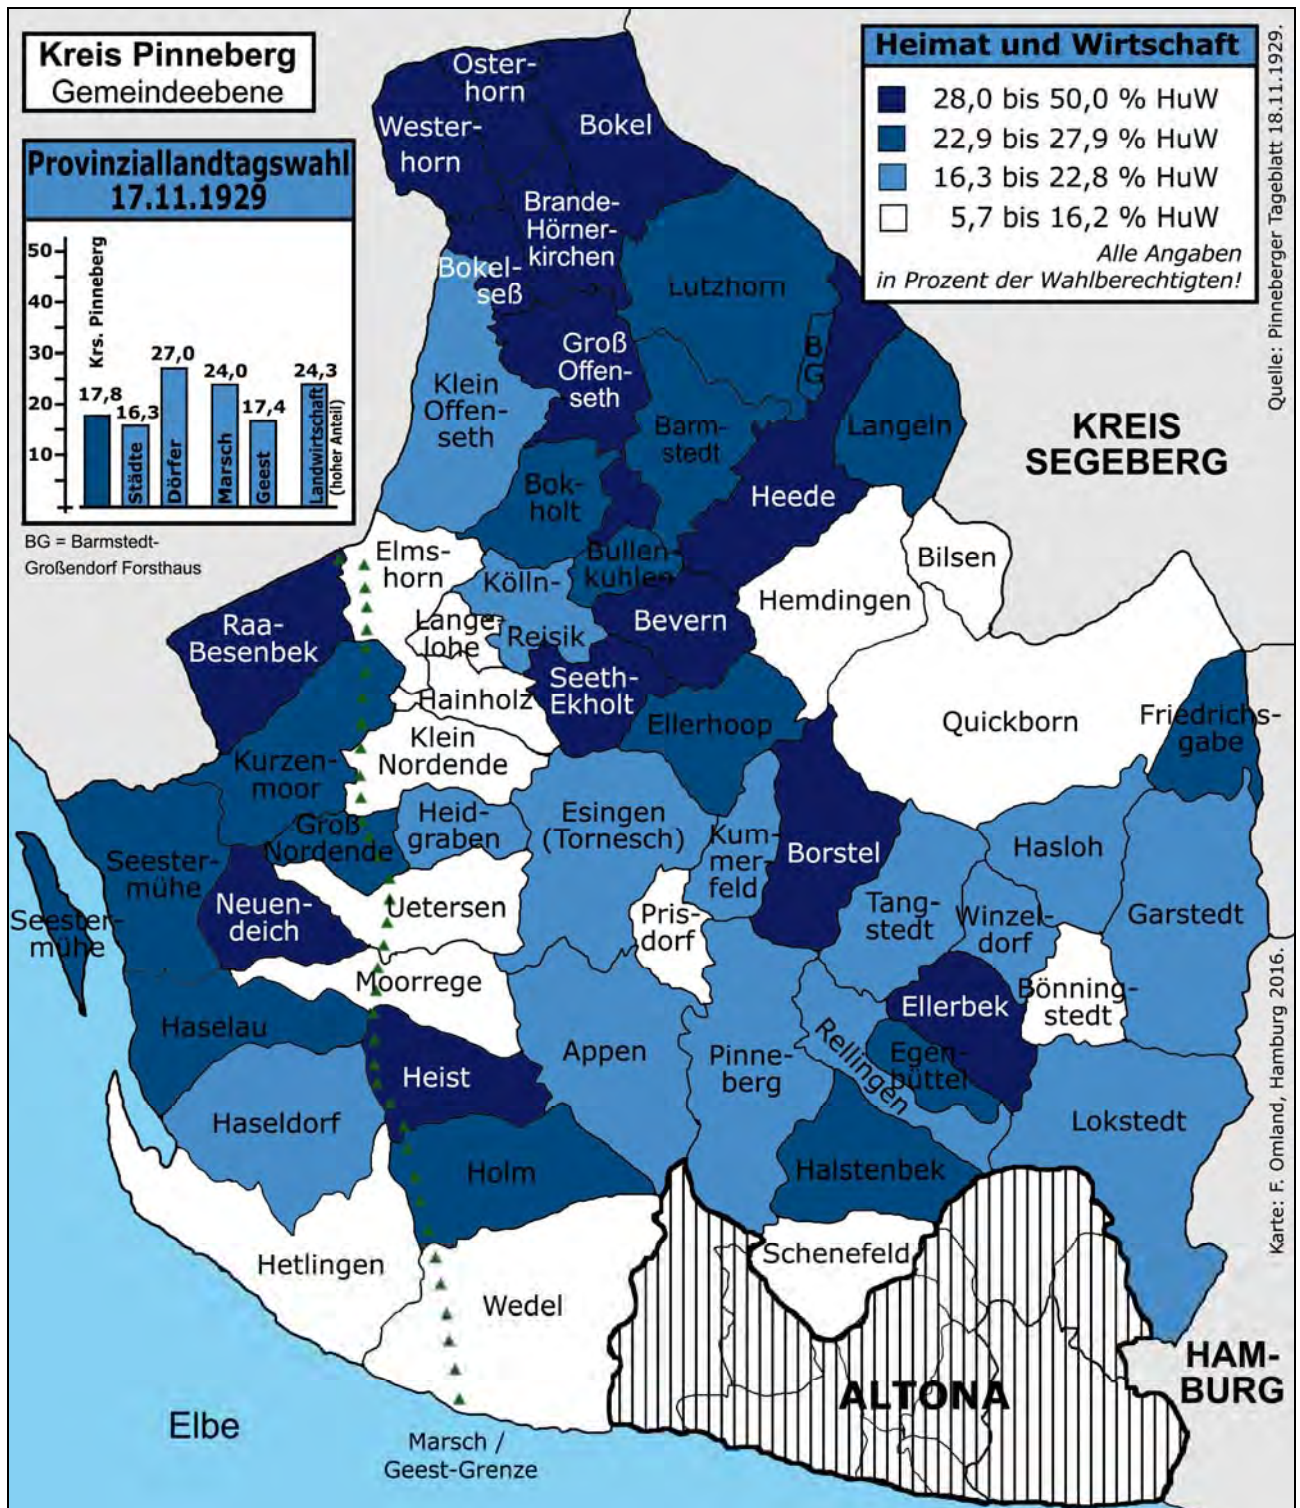 Kreis Pinneberg
Gemeindeebene
Provinziallandtagswahl
17.11.1929
50
40
30
20
10
Krs. Pinneberg
17,8
16,3
27,0
24,0
17,4
24,3
Städte
Dörfer
Marsch
Geest
Landwirtschaft
(hoher Anteil)
BG = Barmstedt-
Großendorf Forsthaus
Heimat und Wirtschaft
28,0 bis 50,0 % HuW
22,9 bis 27,9 % HuW
16,3 bis 22,8 % HuW
5,7 bis 16,2 % HuW
Alle Angaben
in Prozent der Wahlberechtigten!
Quelle: Pinneberger Tageblatt 18.11.1929.
Oster-
horn
Wester-
horn
Bokel
Brande-
Hörner-
kirchen
Bokel-
seß
Lutzhorn
Groß
Offen-
seth
B
G
Klein
Offen-
seth
Barm-
stedt
Langeln
KREIS
SEGEBERG
Bok-
holt
Heede
Elms-
horn
Bullen-
kuhlen
Bilsen
Kölln-
Reisik
Hemdingen
Raa-
Besenbek
Lange-
lohe
Bevern
Seeth-
Ekholt
Hainholz
Ellerhoop
Quickborn
Friedrichs-
gabe
Klein
Nordende
Kurzen-
moor
Groß
Nordende
Heid-
graben
Esingen
(Tornesch)
Kum-
mer-
feld
Borstel
Hasloh
Seester-
mühe
Seester-
mühe
Neuen-
deich
Uetersen
Pris-
dorf
Tang-
stedt
Winzel-
dorf
Garstedt
Moorrege
Ellerbek
Bönning-
stedt
Haselau
Heist
Appen
Pinne-
berg
Rellingen
Egen-
büttel
Haseldorf
Lokstedt
Holm
Halstenbek
Hetlingen
Schenefeld
Wedel
Karte: F. Omland, Hamburg 2016.
ALTONA
HAM-
BURG
Elbe
Marsch /
Geest-Grenze